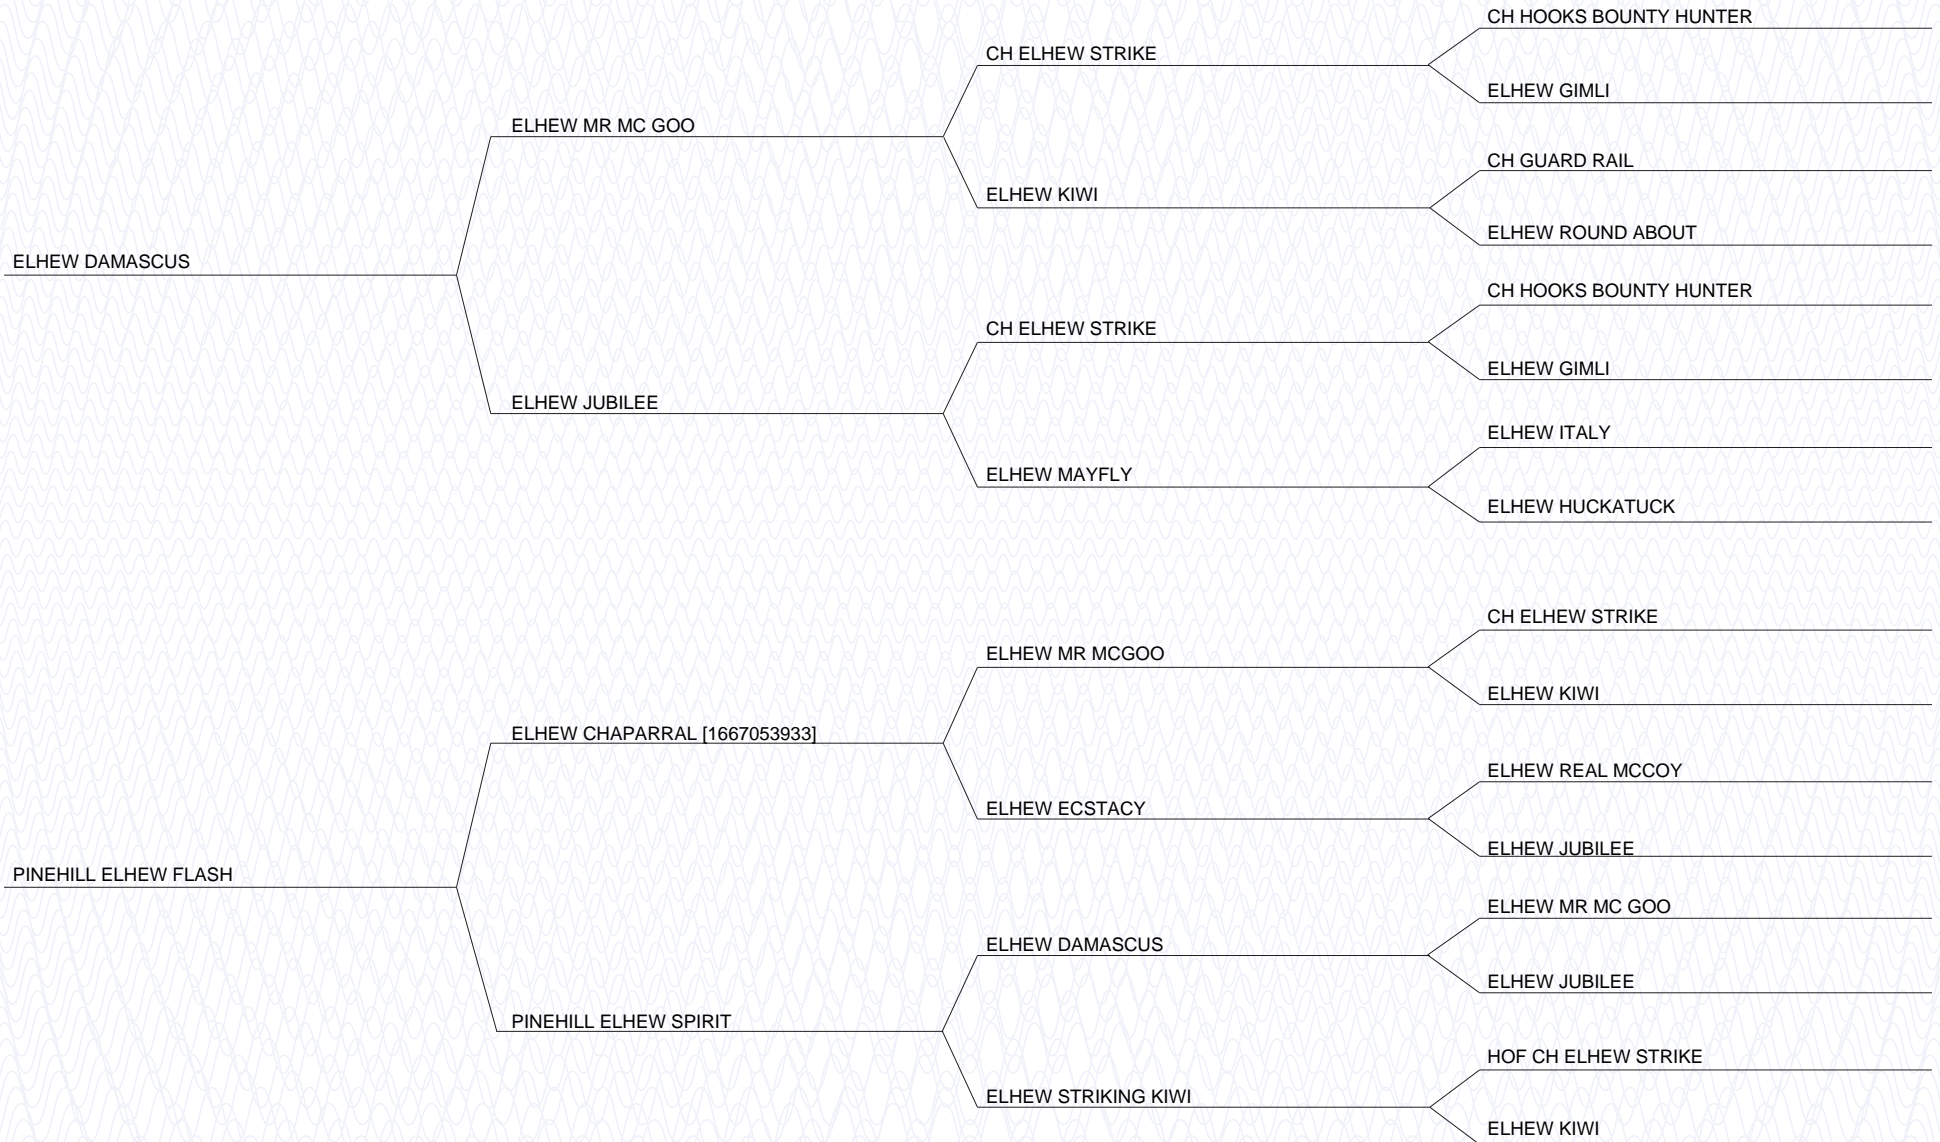 CH HOOKS BOUNTY HUNTER
CH ELHEW STRIKE
ELHEW GIMLI
ELHEW MR MC GOO
CH GUARD RAIL
ELHEW KIWI
ELHEW ROUND ABOUT
ELHEW DAMASCUS
CH HOOKS BOUNTY HUNTER
CH ELHEW STRIKE
ELHEW GIMLI
ELHEW JUBILEE
ELHEW ITALY
ELHEW MAYFLY
ELHEW HUCKATUCK
CH ELHEW STRIKE
ELHEW MR MCGOO
ELHEW KIWI
ELHEW CHAPARRAL [1667053933]
ELHEW REAL MCCOY
ELHEW ECSTACY
ELHEW JUBILEE
PINEHILL ELHEW FLASH
ELHEW MR MC GOO
ELHEW DAMASCUS
ELHEW JUBILEE
PINEHILL ELHEW SPIRIT
HOF CH ELHEW STRIKE
ELHEW STRIKING KIWI
ELHEW KIWI